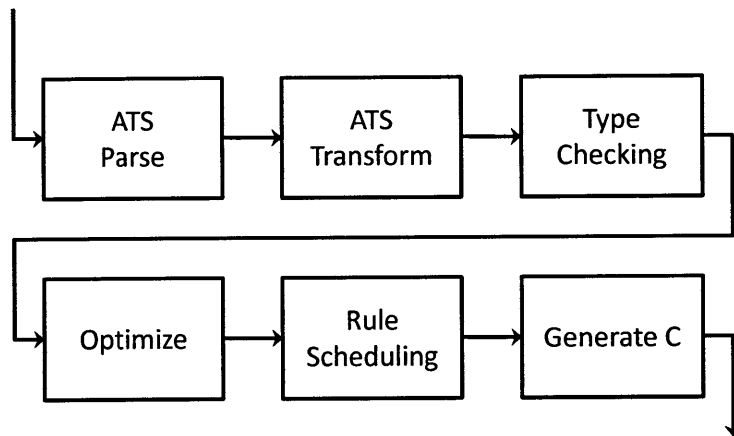 ATS
Parse
ATS
Transform
Type
Checking
Optimize
Rule
Scheduling
Generate C